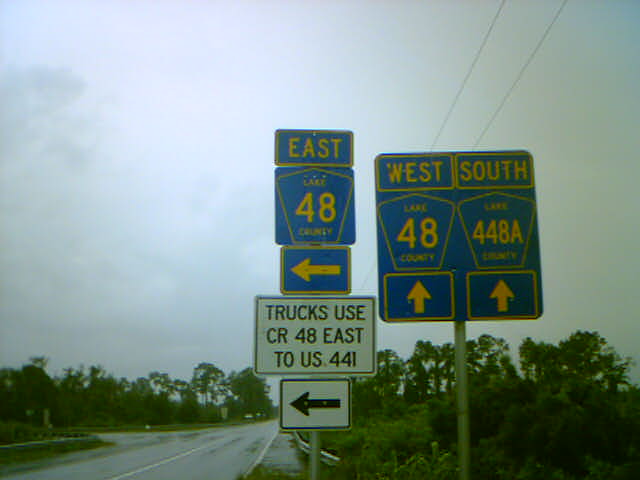 EAST
LAKE
48
COUNTY
TRUCKS USE
CR 48 EAST
TO US. 441
WEST SOUTH
LAKE LAKE
48 448A
COUNTY COUNTY